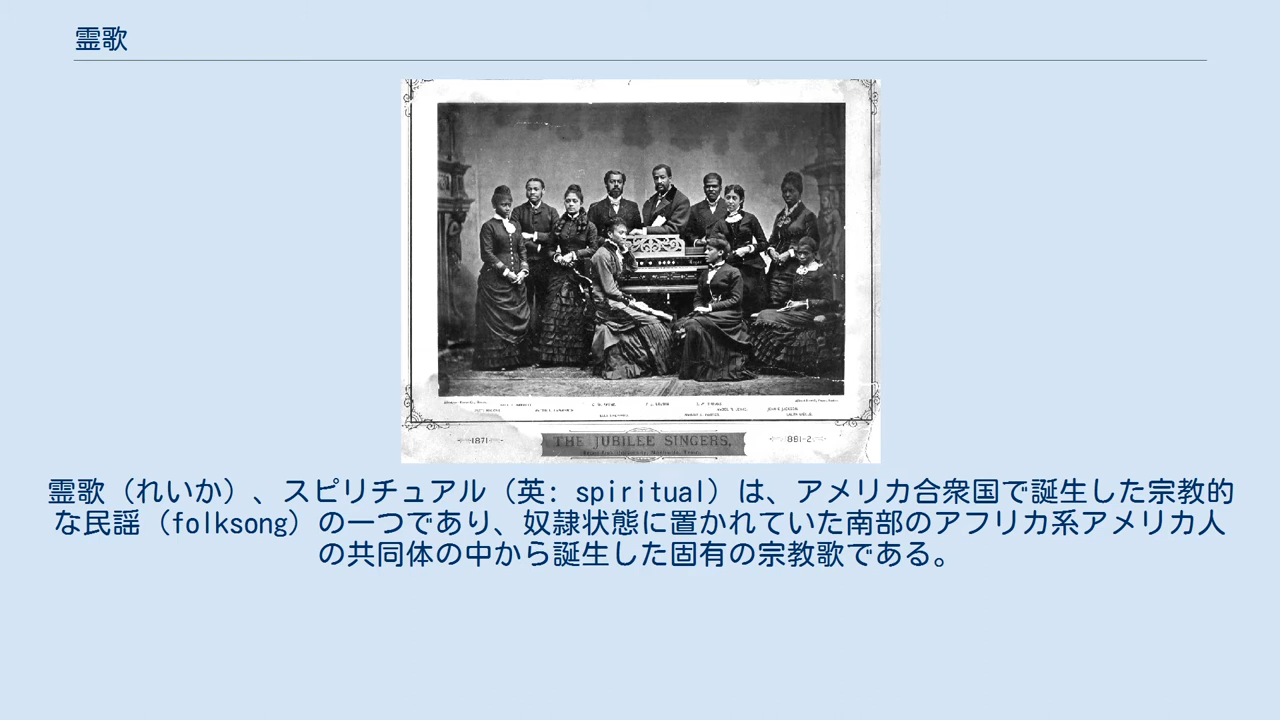 霊歌
1871
THE JUBILEE SINGERS,
881-2
霊歌（れいか）、スピリチュアル（英: spiritual）は、アメリカ合衆国で誕生した宗教的
な民謡（folksong）の一つであり、奴隷状態に置かれていた南部のアフリカ系アメリカ人
の共同体の中から誕生した固有の宗教歌である。